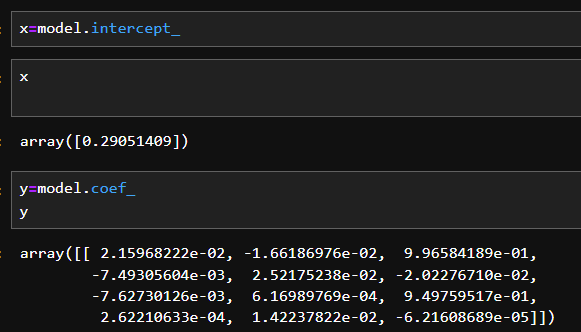 x=model.intercept_
x
array([0.29051409])
y=model.coef_
y
array([[ 2.15968222e-02, -1.66186976e-02,  9.96584189e-01,
-7.49305604e-03,  2.52175238e-02, -2.02276710e-02,
-7.62730126e-03,  6.16989769e-04,  9.49759517e-01,
2.62210633e-04,  1.42237822e-02, -6.21608689e-05]])